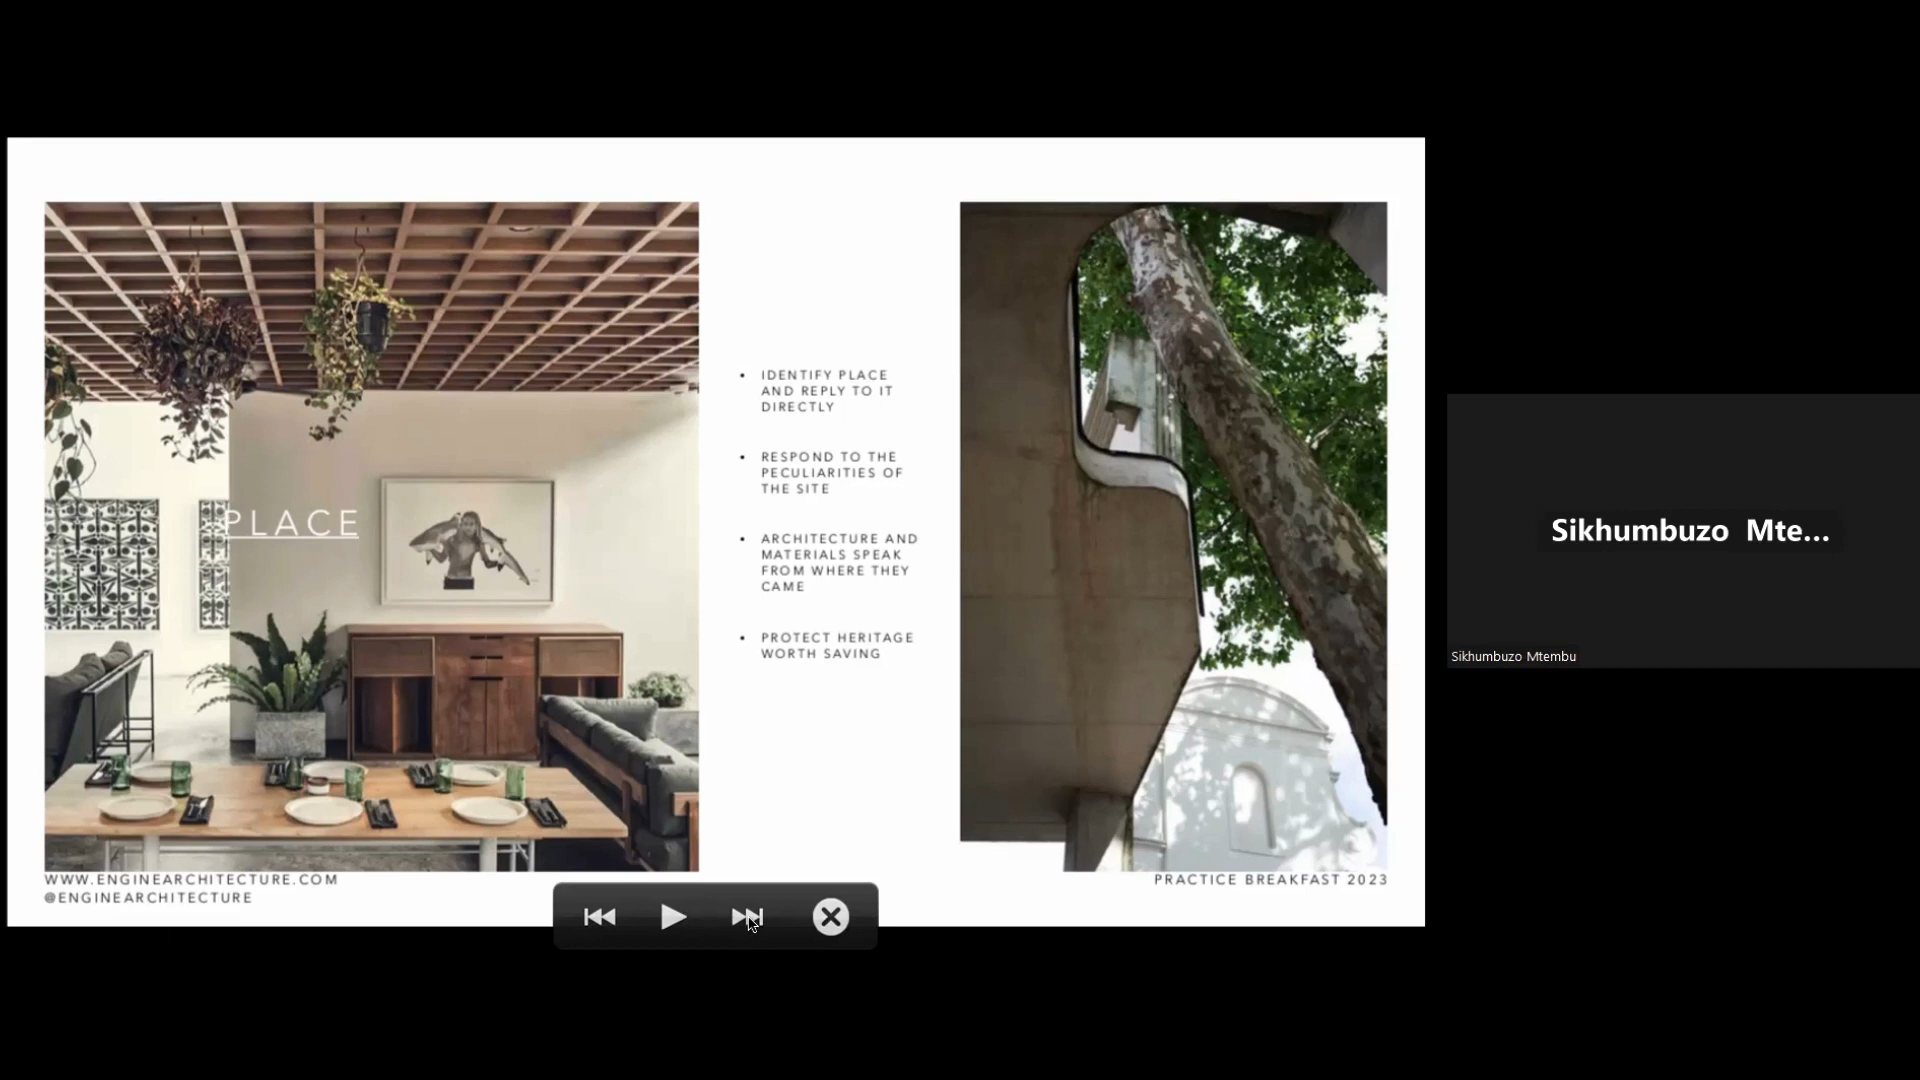 PLACE
• IDENTIFY PLACE
AND REPLY TO IT
DIRECTLY
• RESPOND TO THE
PECULIARITIES OF
THE SITE
• ARCHITECTURE AND
MATERIALS SPEAK
FROM WHERE THEY
CAME
• PROTECT HERITAGE
WORTH SAVING
WWW.ENGINEARCHITECTURE.COM
@ENGINEARCHITECTURE
PRACTICE BREAKFAST 2023
Sikhumbuzo Mte...
Sikhumbuzo Mtembu